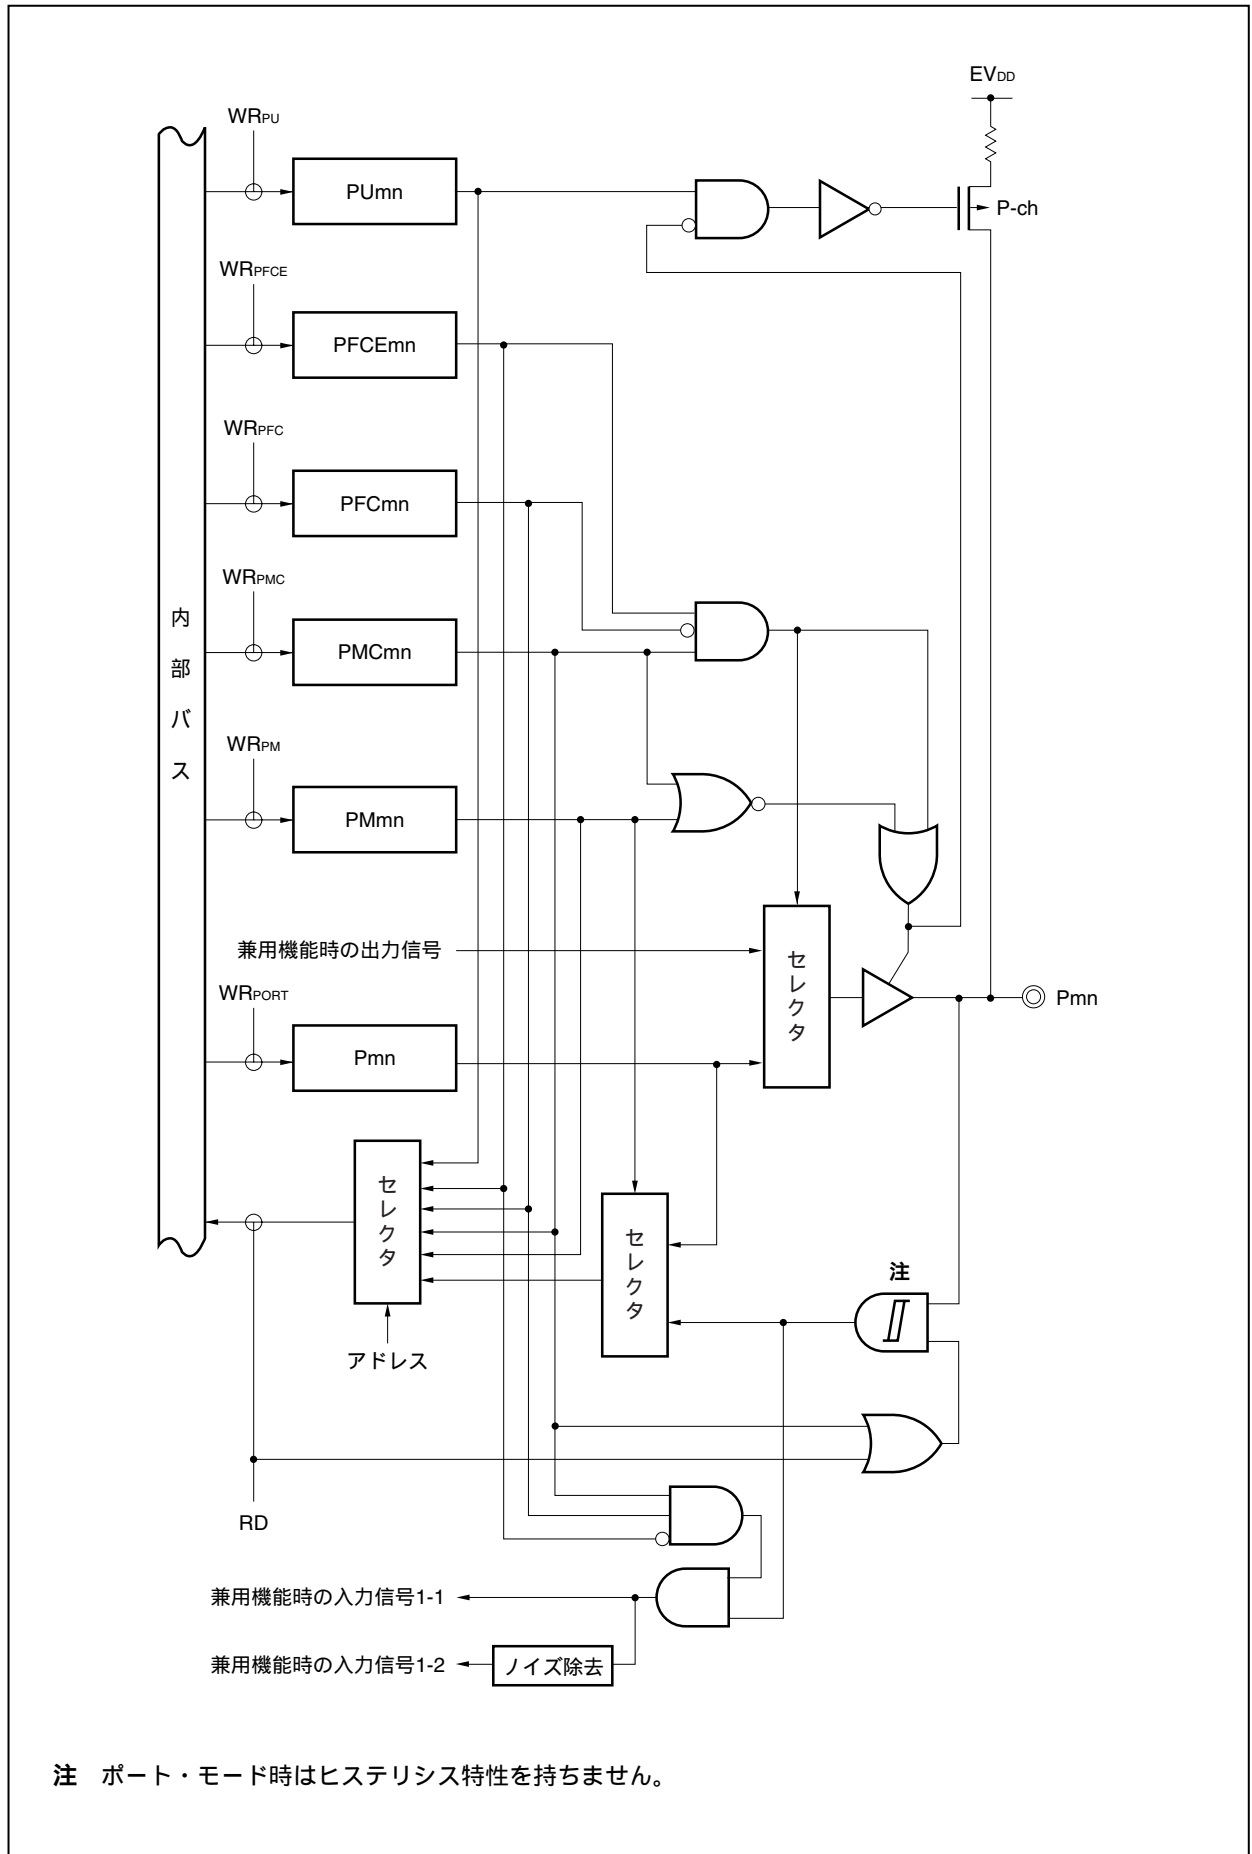 EVDD
WRPU
PUmn
P-ch
WRPFCE
PFCEmn
WRPFC
PFCmn
WRPMC
内部バス
PMCmn
WRPM
PMmn
兼用機能時の出力信号
セレクタ
WRPORT
Pmn
Pmn
セレクタ
セレクタ
注
アドレス
RD
兼用機能時の入力信号1-1
兼用機能時の入力信号1-2
ノイズ除去
注 ポート・モード時はヒステリシス特性を持ちません。